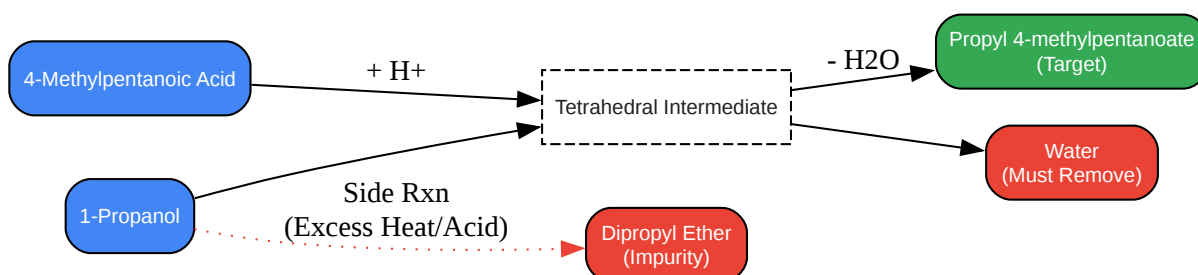 4-Methylpentanoic Acid
+ H+
Tetrahedral Intermediate
- H2O
Propyl 4-methylpentanoate
(Target)
Water
(Must Remove)
1-Propanol
Side Rxn
(Excess Heat/Acid)
Dipropyl Ether
(Impurity)